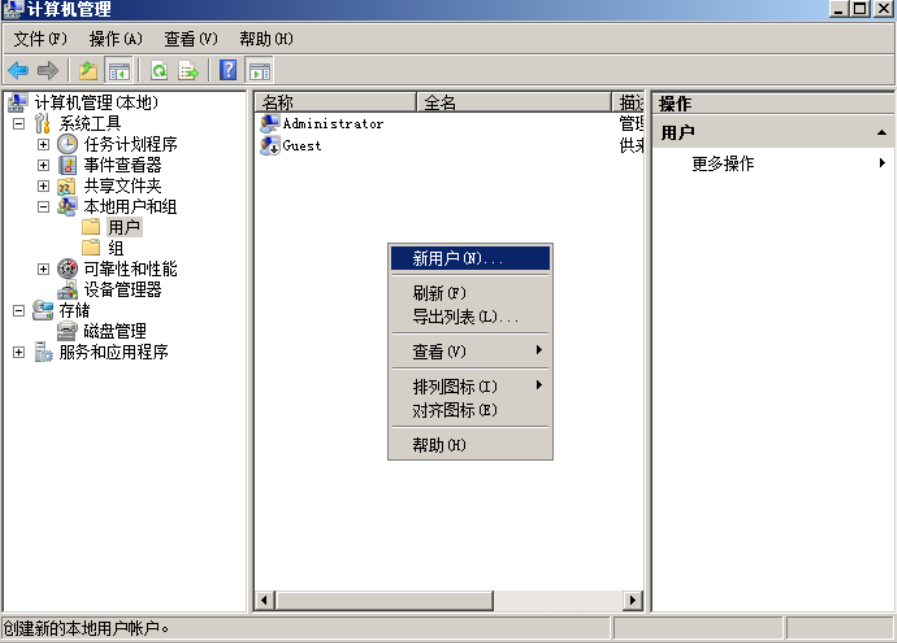 计算机管理
文件(F) 操作(A) 查看(V) 帮助(H)
计算机管理(本地)
系统工具
任务计划程序
事件查看器
共享文件夹
本地用户和组
用户
组
可靠性和性能
设备管理器
存储
磁盘管理
服务和应用程序
名称 全名 描述
Administrator 管理
Guest 供来
新用户(N)...
刷新(F)
导出列表(L)...
查看(V)
排列图标(I)
对齐图标(E)
帮助(H)
操作
用户
更多操作
创建新的本地用户帐户。